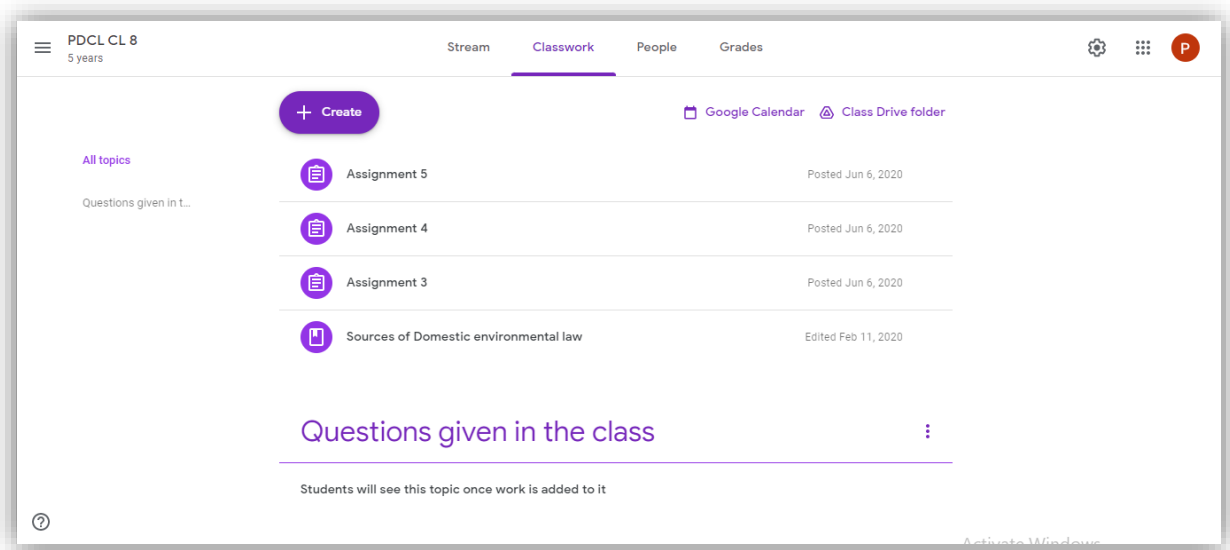 PDCL CL 8
5 years
Stream Classwork People Grades
P
Create
Google Calendar Class Drive folder
All topics
Questions given in t...
Assignment 5 Posted Jun 6, 2020
Assignment 4 Posted Jun 6, 2020
Assignment 3 Posted Jun 6, 2020
Sources of Domestic environmental law Edited Feb 11, 2020
Questions given in the class
Students will see this topic once work is added to it
Activate Windows